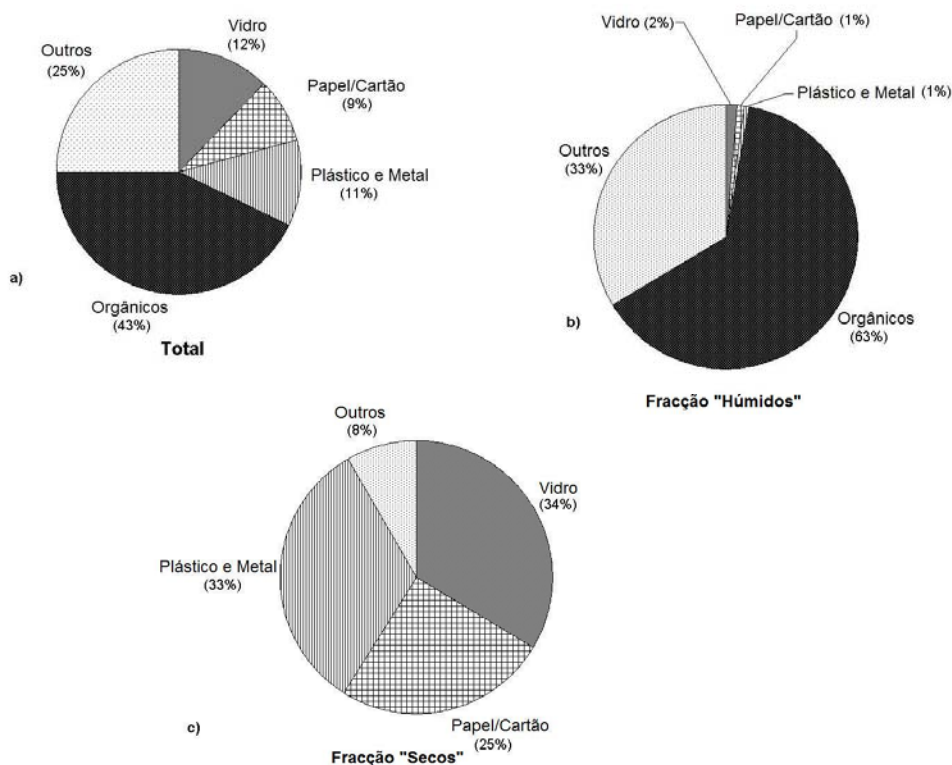 Vidro
(12%)
Outros
(25%)
Papel/Cartão
(9%)
Plástico e Metal
(11%)
a)
Orgânicos
(43%)
Total
Vidro (2%)
Papel/Cartão (1%)
Plástico e Metal (1%)
Outros
(33%)
b)
Orgânicos
(63%)
Fracção "Húmidos"
Outros
(8%)
Vidro
(34%)
Plástico e Metal
(33%)
c)
Papel/Cartão
(25%)
Fracção "Secos"